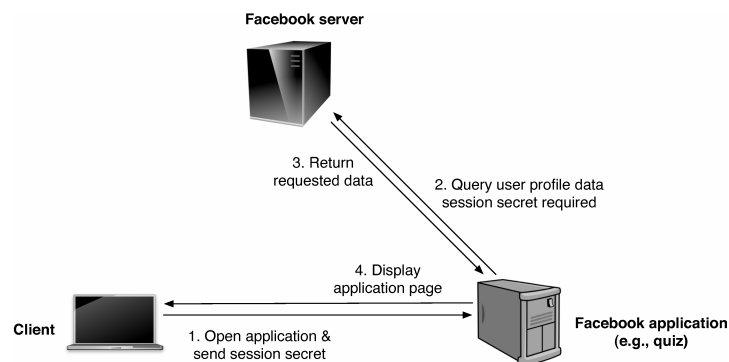 Facebook server
3. Return
requested data
2. Query user profile data
session secret required
4. Display
application page
Client
1. Open application &
send session secret
Facebook application
(e.g., quiz)